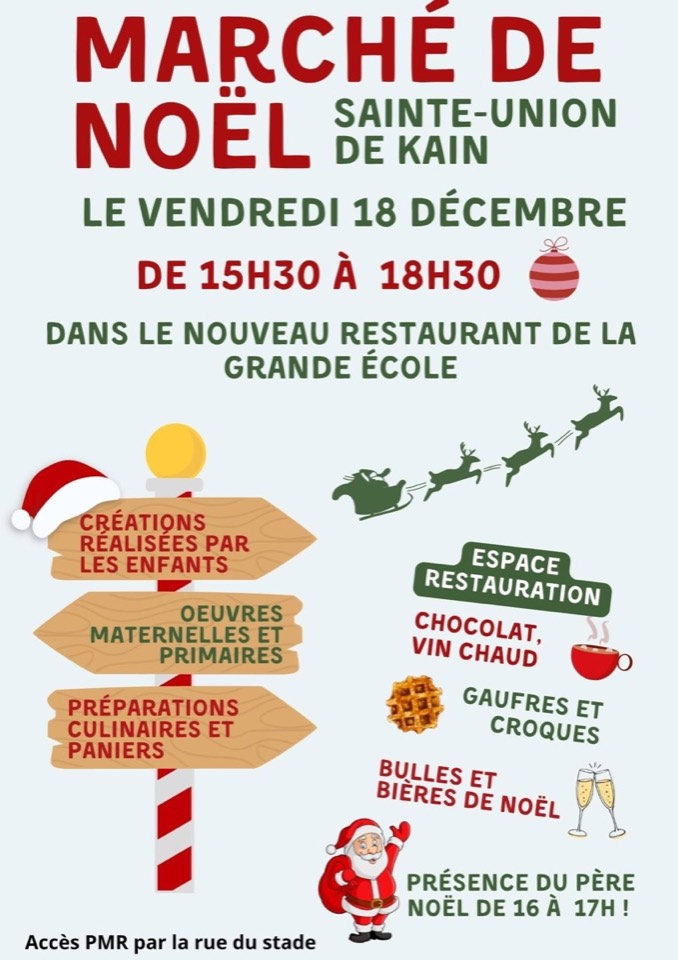 MARCHÉ DE
NOËL
SAINTE-UNION
DE KAIN
LE VENDREDI 18 DÉCEMBRE
DE 15H30 À 18H30
DANS LE NOUVEAU RESTAURANT DE LA
GRANDE ÉCOLE
CRÉATIONS
RÉALISÉES PAR
LES ENFANTS
OEUVRES
MATERNELLES ET
PRIMAIRES
PRÉPARATIONS
CULINAIRES ET
PANIERS
ESPACE
RESTAURATION
CHOCOLAT,
VIN CHAUD
GAUFRES ET
CROQUES
BULLES ET
BIÈRES DE NOËL
PRÉSENCE DU PÈRE
NOËL DE 16 À 17H !
Accès PMR par la rue du stade